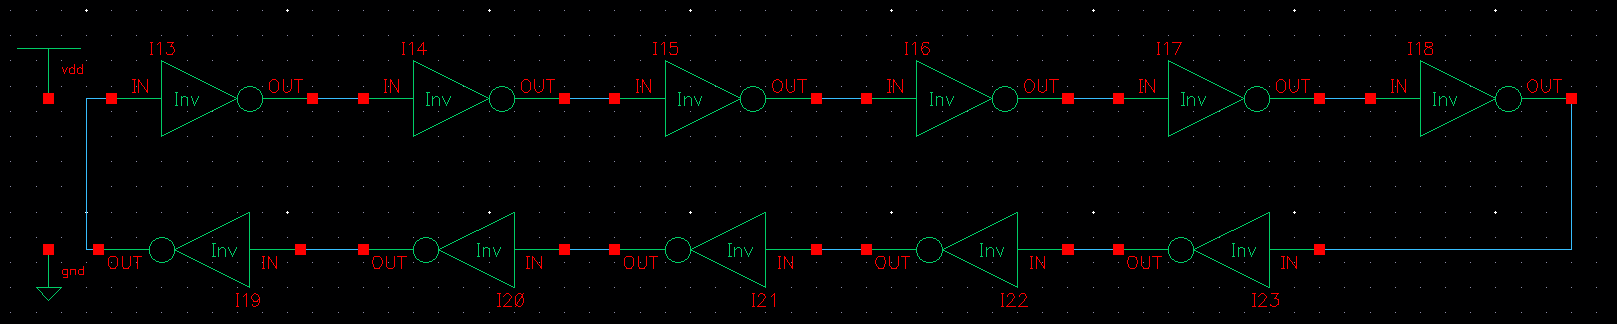 I13 I14 I15 I16 I17 I18
vdd
IN OUT IN OUT IN OUT IN OUT IN OUT IN OUT
Inv Inv Inv Inv Inv Inv
Inv Inv Inv Inv Inv
gnd OUT IN OUT IN OUT IN OUT IN OUT IN
I19 I20 I21 I22 I23